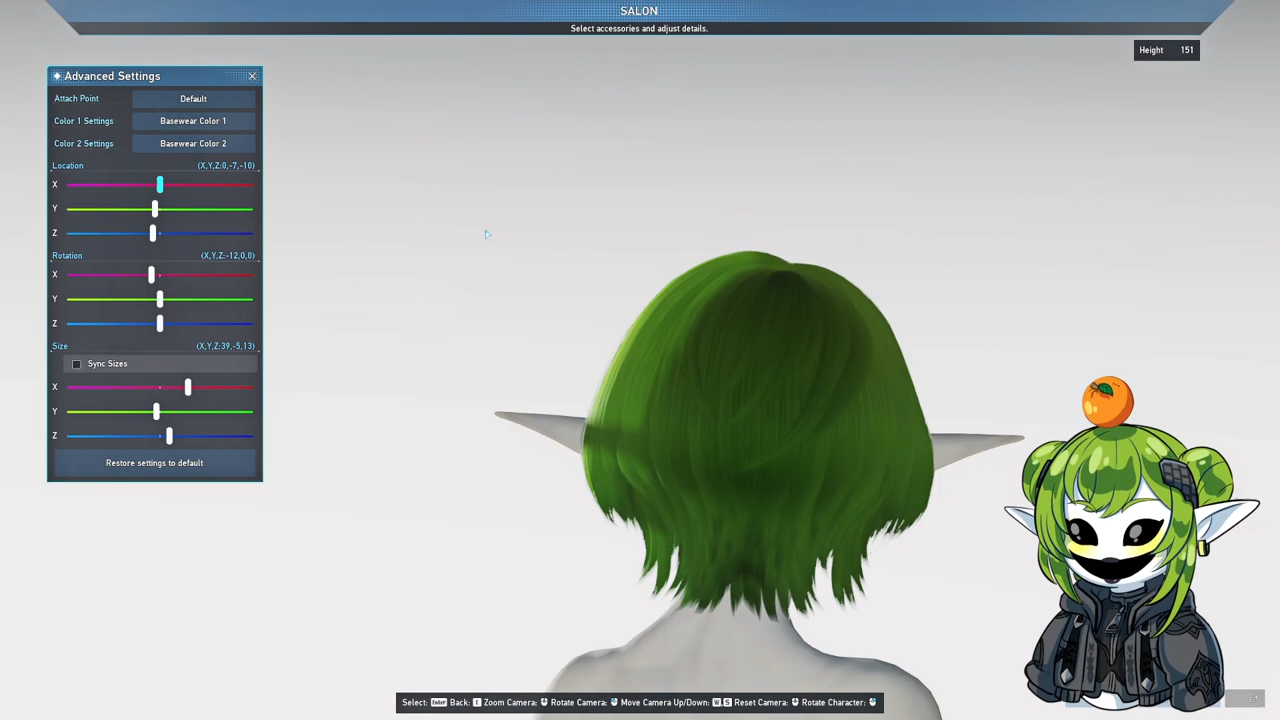 SALON
Select accessories and adjust details.
Height 151
Advanced Settings
Attach Point Default
Color 1 Settings Basewear Color 1
Color 2 Settings Basewear Color 2
Location (X,Y,Z:0,-7,-10)
X
Y
Z
Rotation (X,Y,Z:-12,0,0)
X
Y
Z
Size (X,Y,Z:39,-5,13)
Sync Sizes
X
Y
Z
Restore settings to default
Select: Enter Back: E Zoom Camera: Rotate Camera: Move Camera Up/Down: W,S Reset Camera: Rotate Character: